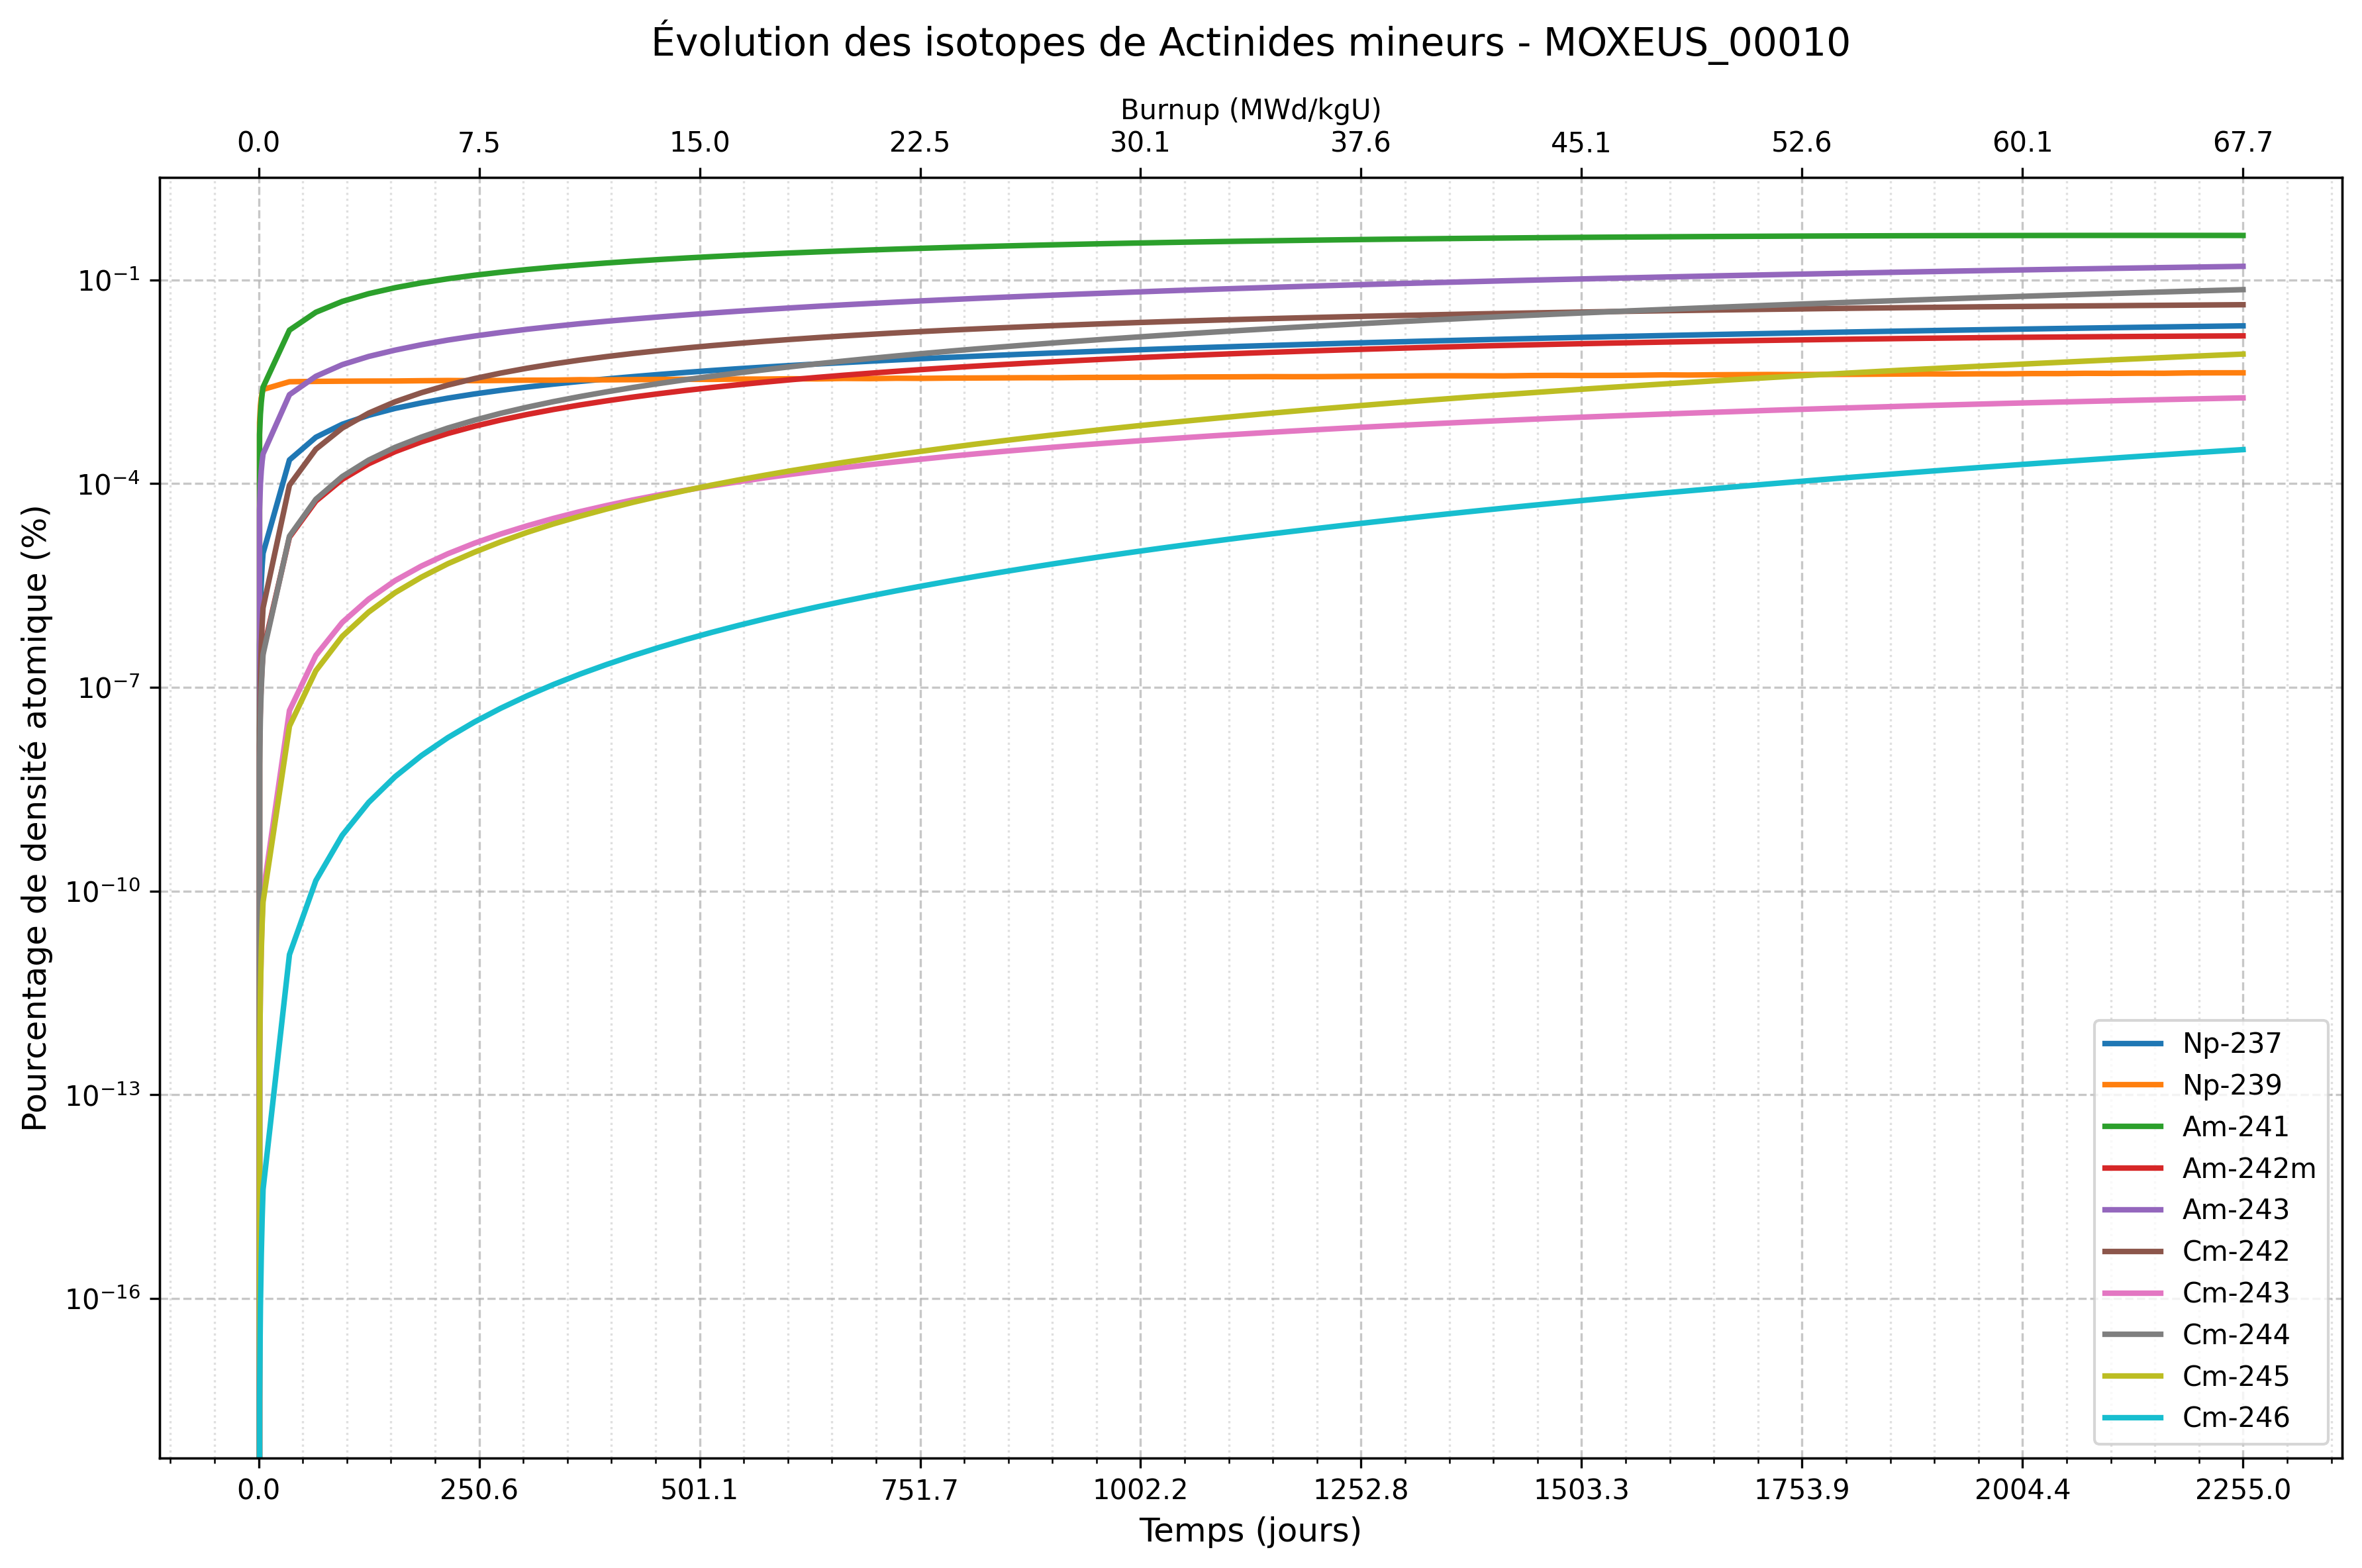 Évolution des isotopes de Actinides mineurs - MOXEUS_00010
Burnup (MWd/kgU)
0.0 7.5 15.0 22.5 30.1 37.6 45.1 52.6 60.1 67.7
Pourcentage de densité atomique (%)
10⁻¹
10⁻⁴
10⁻⁷
10⁻¹⁰
10⁻¹³
10⁻¹⁶
Np-237
Np-239
Am-241
Am-242m
Am-243
Cm-242
Cm-243
Cm-244
Cm-245
Cm-246
0.0 250.6 501.1 751.7 1002.2 1252.8 1503.3 1753.9 2004.4 2255.0
Temps (jours)